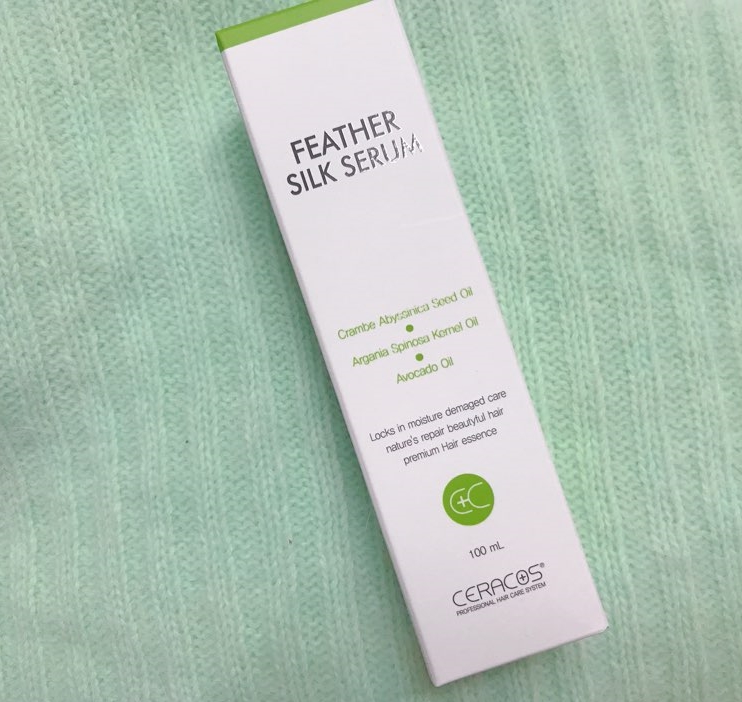 FEATHER
SILK SERUM
Crambe Abyssinica Seed Oil
Argania Spinosa Kernel Oil
Avocado Oil
Locks in moisture demaged care
nature's repair beautyful hair
premium Hair essence
C+C
100 mL
CERACOS®
PROFESSIONAL HAIR CARE SYSTEM